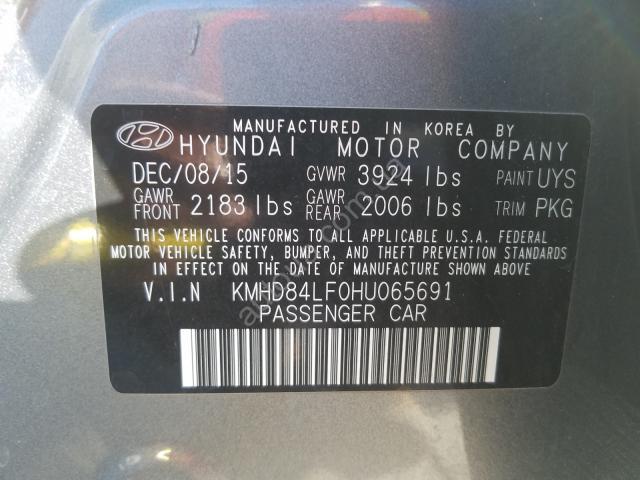 MANUFACTURED IN KOREA BY
HYUNDAI MOTOR COMPANY
DEC/08/15 GVWR 3924 lbs PAINT UYS
GAWR FRONT 2183 lbs GAWR REAR 2006 lbs TRIM PKG
THIS VEHICLE CONFORMS TO ALL APPLICABLE U.S.A. FEDERAL
MOTOR VEHICLE SAFETY, BUMPER, AND THEFT PREVENTION STANDARDS
IN EFFECT ON THE DATE OF MANUFACTURE SHOWN ABOVE
V.I.N KMHD84LF0HU065691
PASSENGER CAR